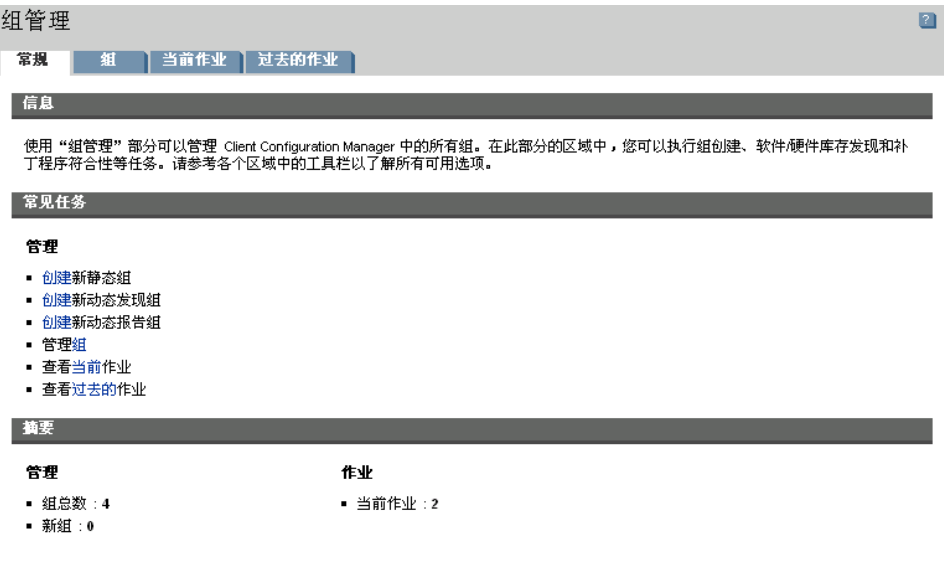 组管理
?
常规 组 当前作业 过去的作业
信息
使用“组管理”部分可以管理 Client Configuration Manager 中的所有组。在此部分的区域中，您可以执行组创建、软件/硬件库存发现和补
丁程序符合性等任务。请参考各个区域中的工具栏以了解所有可用选项。
常见任务
管理
▪ 创建新静态组
▪ 创建新动态发现组
▪ 创建新动态报告组
▪ 管理组
▪ 查看当前作业
▪ 查看过去的作业
摘要
管理 作业
▪ 组总数：4 ▪ 当前作业：2
▪ 新组：0